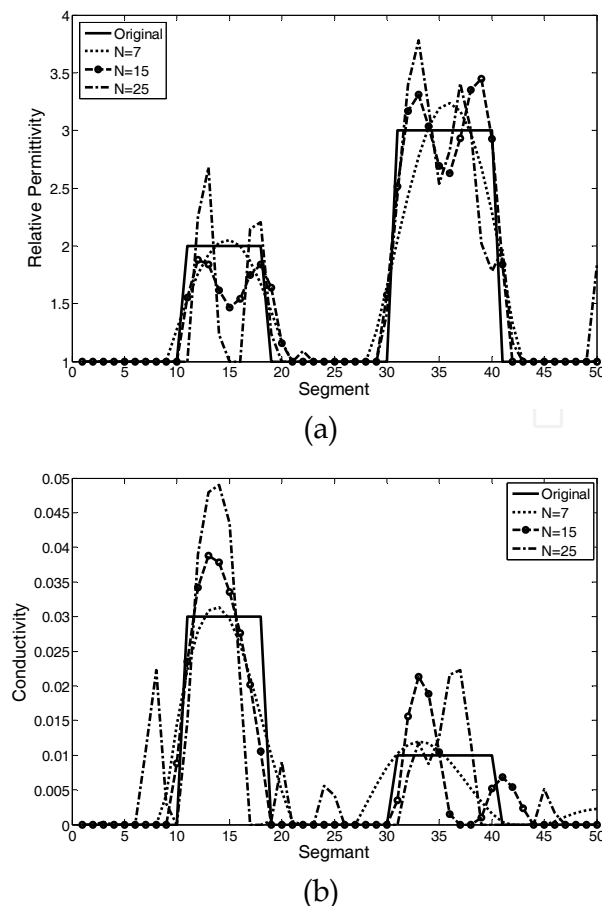 4
3.5
3
2.5
2
1.5
1
Relative Permittivity
Original
N=7
N=15
N=25
0 5 10 15 20 25 30 35 40 45 50
Segment
(a)
0.05
0.045
0.04
0.035
0.03
0.025
0.02
0.015
0.01
0.005
0
Conductivity
Original
N=7
N=15
N=25
0 5 10 15 20 25 30 35 40 45 50
Segmant
(b)